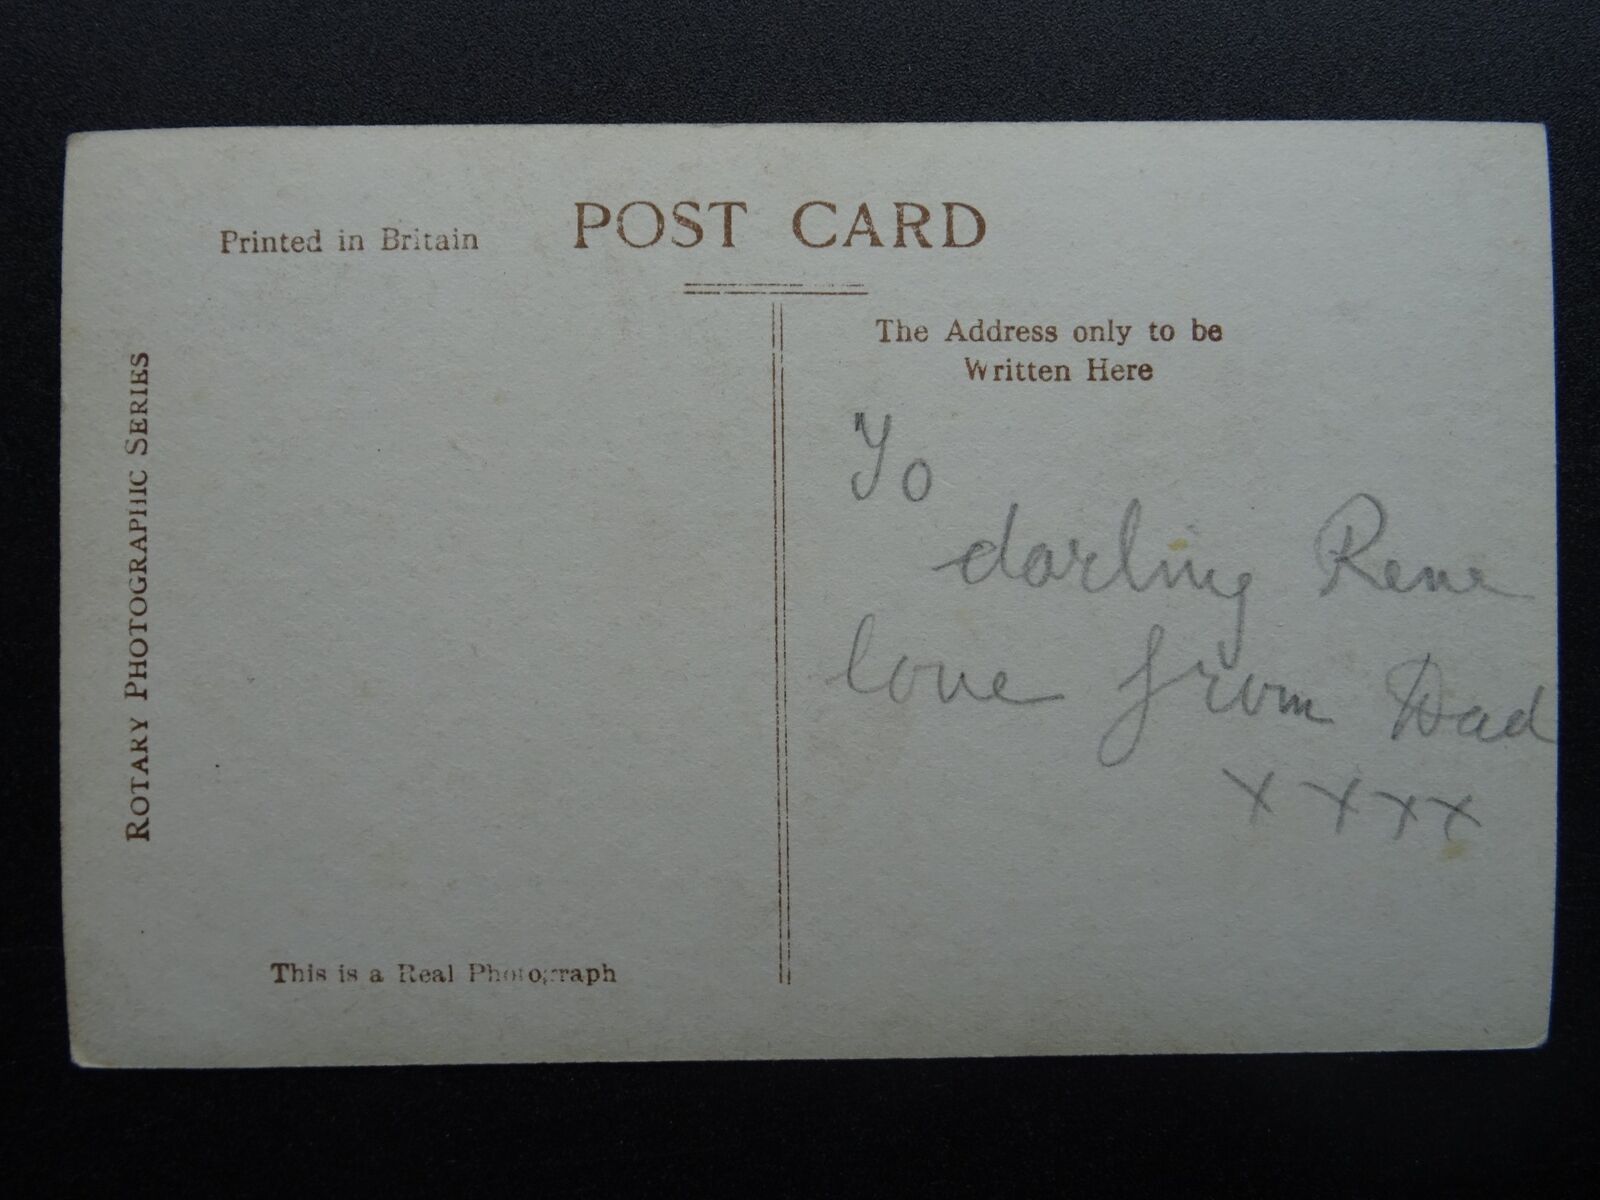 Printed in Britain
POST CARD
ROTARY PHOTOGRAPHIC SERIES
This is a Real Photograph
The Address only to be
Written Here
To
darling Rene
love from Dad
x x x x